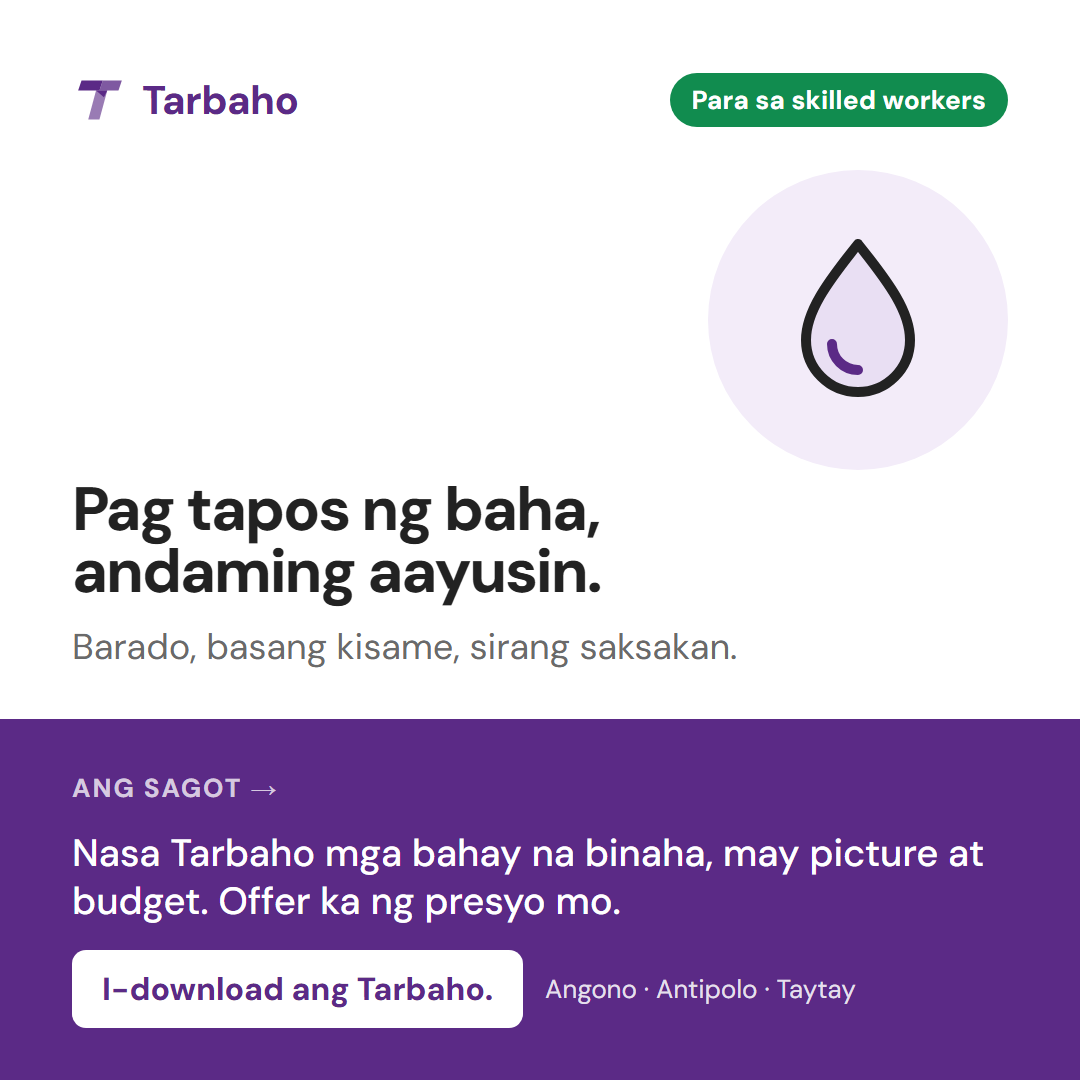 Tarbaho
Para sa skilled workers
Pag tapos ng baha,
andaming aayusin.
Barado, basang kisame, sirang saksakan.
ANG SAGOT →
Nasa Tarbaho mga bahay na binaha, may picture at
budget. Offer ka ng presyo mo.
I-download ang Tarbaho.
Angono · Antipolo · Taytay